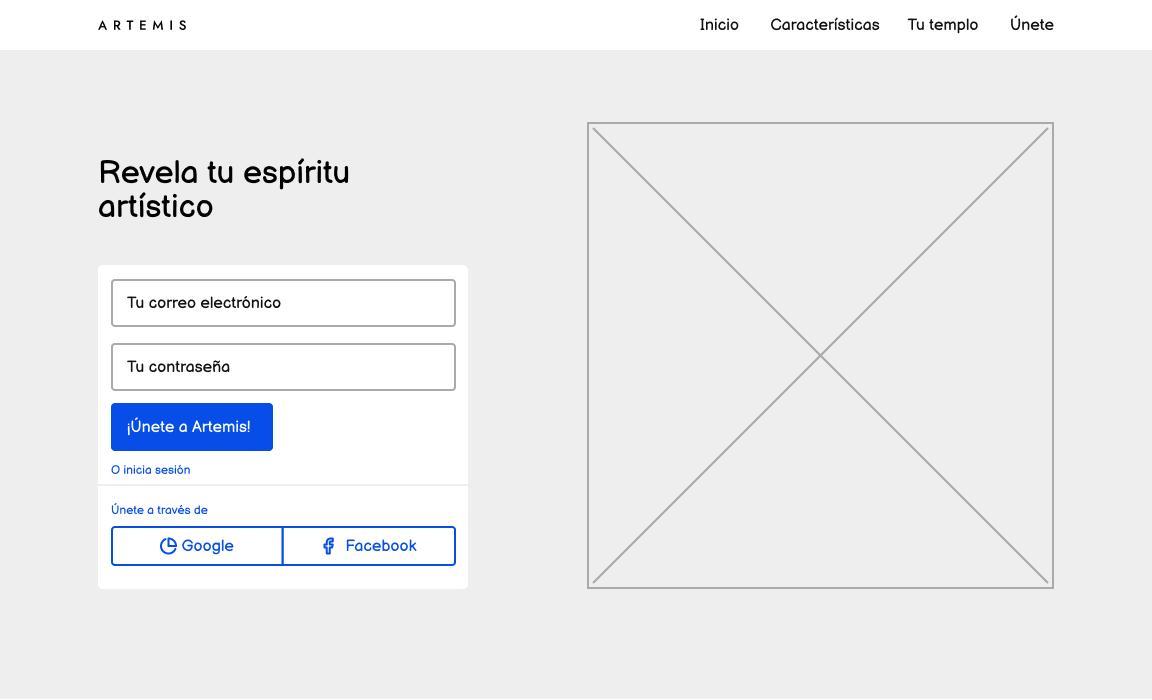 ARTEMIS
Inicio Características Tu templo Únete
Revela tu espíritu
artístico
Tu correo electrónico
Tu contraseña
¡Únete a Artemis!
O inicia sesión
Únete a través de
Google Facebook